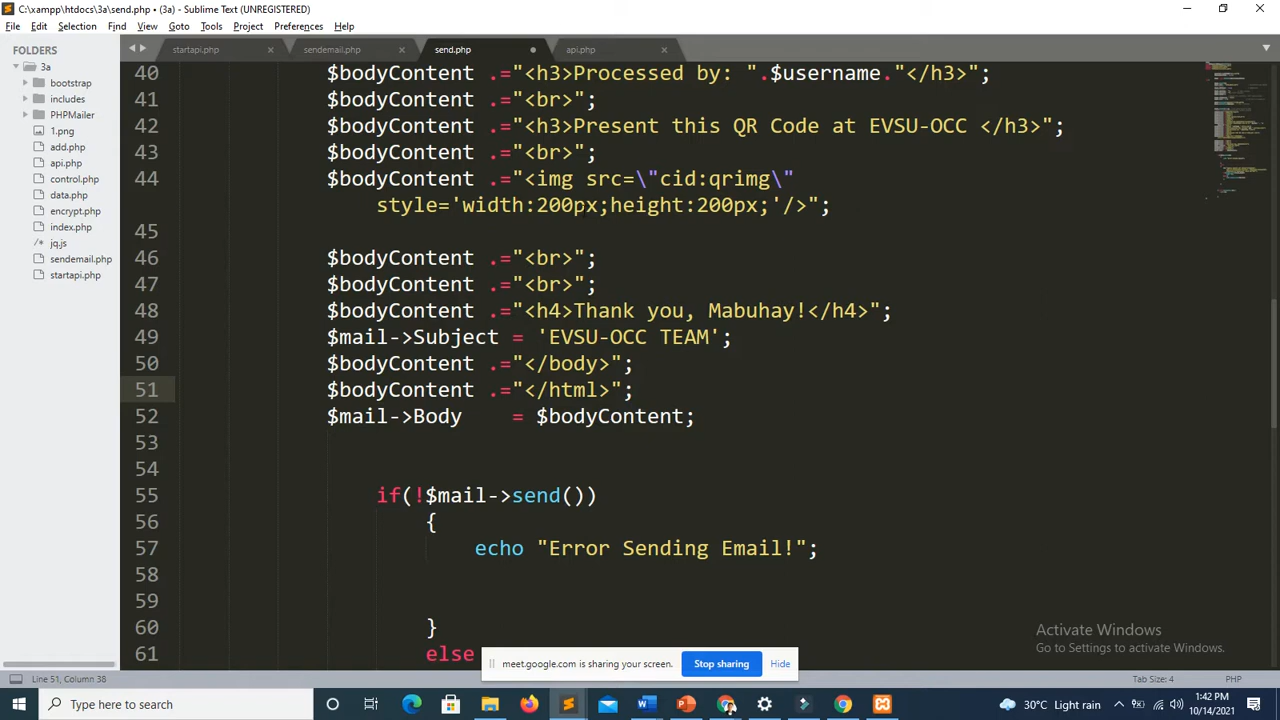 C:\xampp\htdocs\3a\send.php • (3a) - Sublime Text (UNREGISTERED)
File Edit Selection Find View Goto Tools Project Preferences Help
FOLDERS
3a
bootstrap
includes
PHPMailer
1.png
add.php
api.php
control.php
data.php
encrypt.php
index.php
jq.js
sendemail.php
startapi.php
startapi.php sendemail.php send.php api.php
40 $bodyContent .="<h3>Processed by: ".$username."</h3>";
41 $bodyContent .="<br>";
42 $bodyContent .="<h3>Present this QR Code at EVSU-OCC </h3>";
43 $bodyContent .="<br>";
44 $bodyContent .="<img src=\"cid:qrimg\"
style='width:200px;height:200px;'/>";
45
46 $bodyContent .="<br>";
47 $bodyContent .="<br>";
48 $bodyContent .="<h4>Thank you, Mabuhay!</h4>";
49 $mail->Subject = 'EVSU-OCC TEAM';
50 $bodyContent .="</body>";
51 $bodyContent .="</html>";
52 $mail->Body = $bodyContent;
53
54
55 if(!$mail->send())
56 {
57 echo "Error Sending Email!";
58
59
60 }
61 else
Activate Windows
Go to Settings to activate Windows.
meet.google.com is sharing your screen. Stop sharing Hide
Line 51, Column 38 Tab Size: 4 PHP
Type here to search
30°C Light rain
1:42 PM
10/14/2021